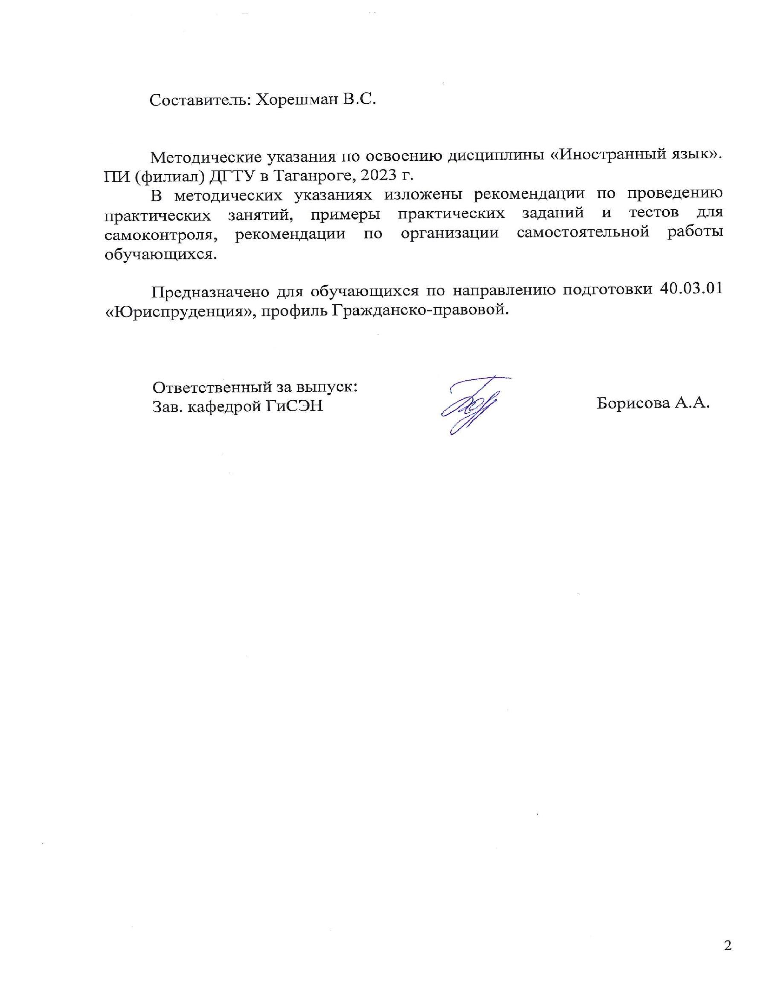 Составитель: Хорешман В.С.
Методические указания по освоению дисциплины «Иностранный язык».
ПИ (филиал) ДГТУ в Таганроге, 2023 г.
В методических указаниях изложены рекомендации по проведению
практических занятий, примеры практических заданий и тестов для
самоконтроля, рекомендации по организации самостоятельной работы
обучающихся.
Предназначено для обучающихся по направлению подготовки 40.03.01
«Юриспруденция», профиль Гражданско-правовой.
Ответственный за выпуск:
Зав. кафедрой ГиСЭН
Борисова А.А.
2